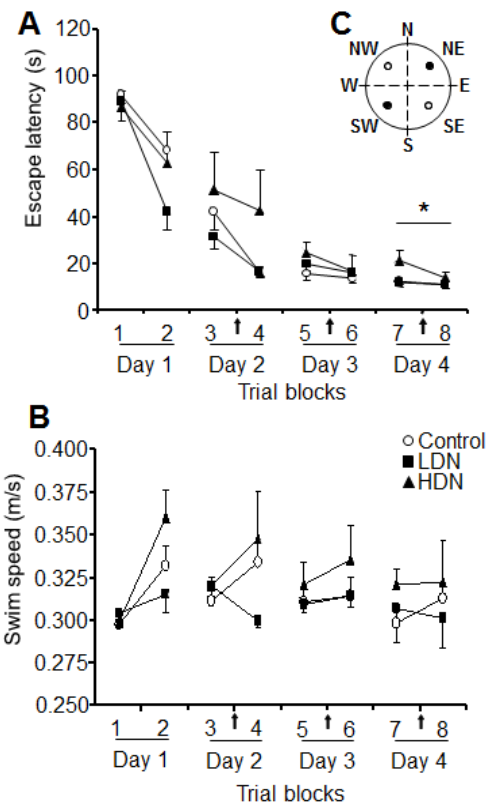 A
Escape latency (s)
120
100
80
60
40
20
0
1 2 3 4 5 6 7 8
Day 1 Day 2 Day 3 Day 4
Trial blocks
*
C
N
NW NE
W E
SW SE
S
B
Swim speed (m/s)
0.400
0.375
0.350
0.325
0.300
0.275
0.250
Control
LDN
HDN
1 2 3 4 5 6 7 8
Day 1 Day 2 Day 3 Day 4
Trial blocks